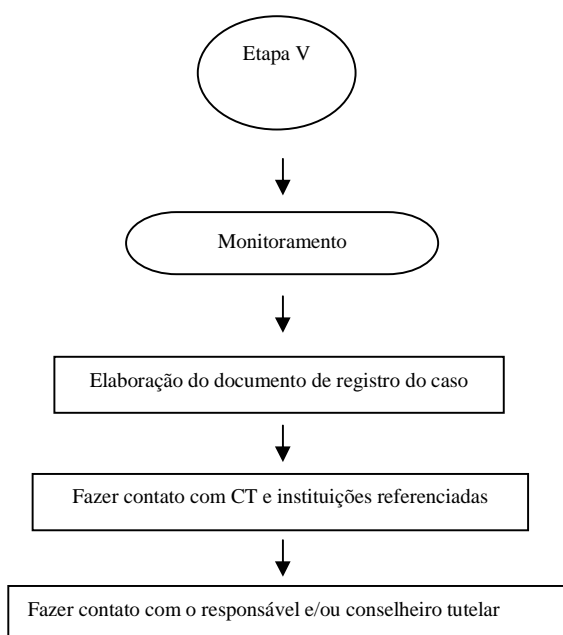 Etapa V
Monitoramento
Elaboração do documento de registro do caso
Fazer contato com CT e instituições referenciadas
Fazer contato com o responsável e/ou conselheiro tutelar